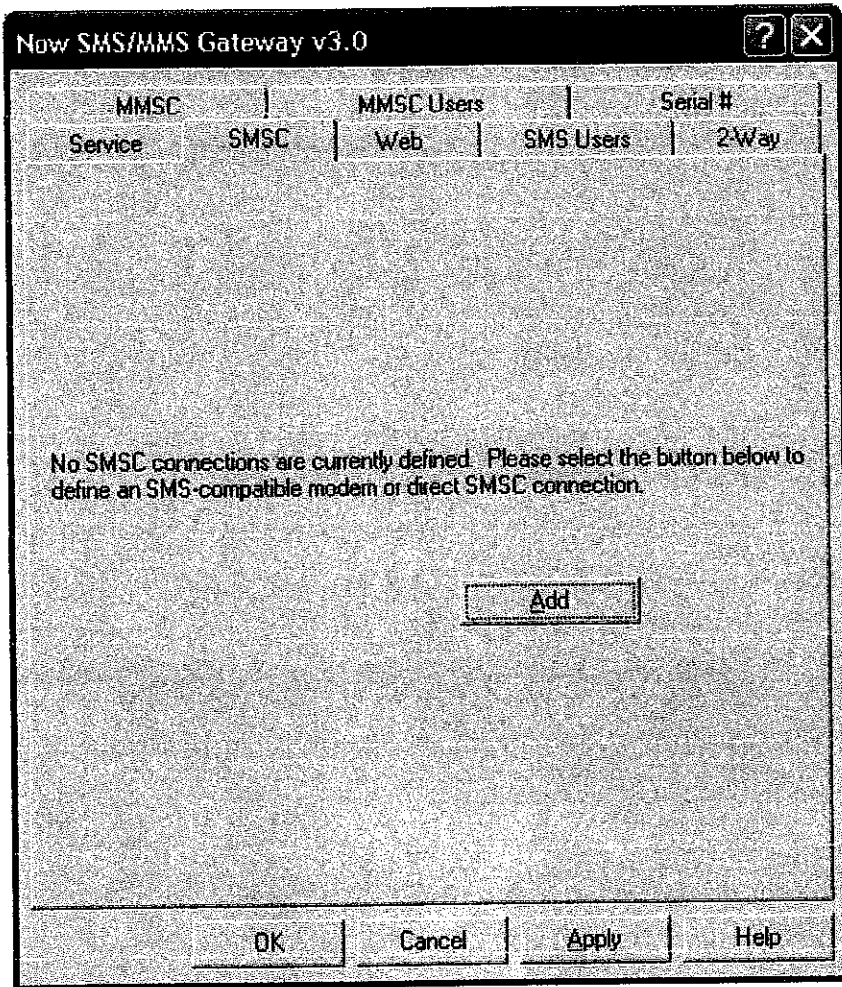 Now SMS/MMS Gateway v3.0
MMSC MMSC Users Serial #
Service SMSC Web SMS Users 2-Way
No SMSC connections are currently defined. Please select the button below to
define an SMS-compatible modem or direct SMSC connection.
Add
OK Cancel Apply Help